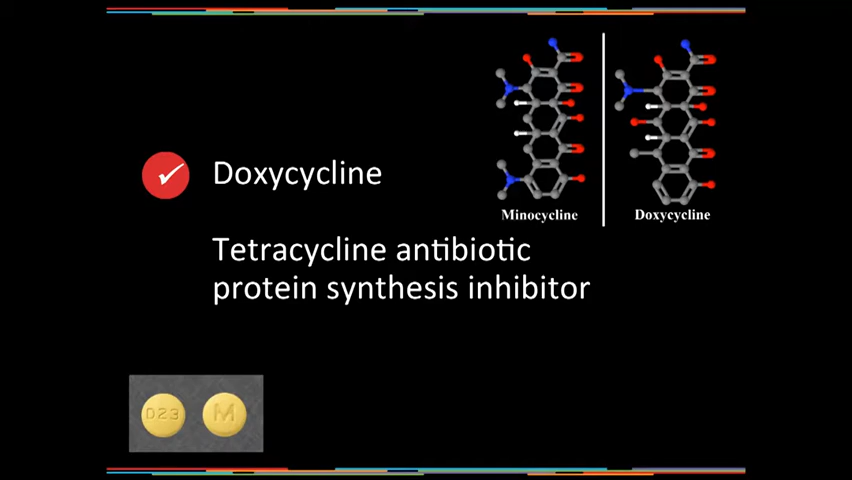 Minocycline
Doxycycline
Doxycycline
Tetracycline antibiotic
protein synthesis inhibitor
D23
M